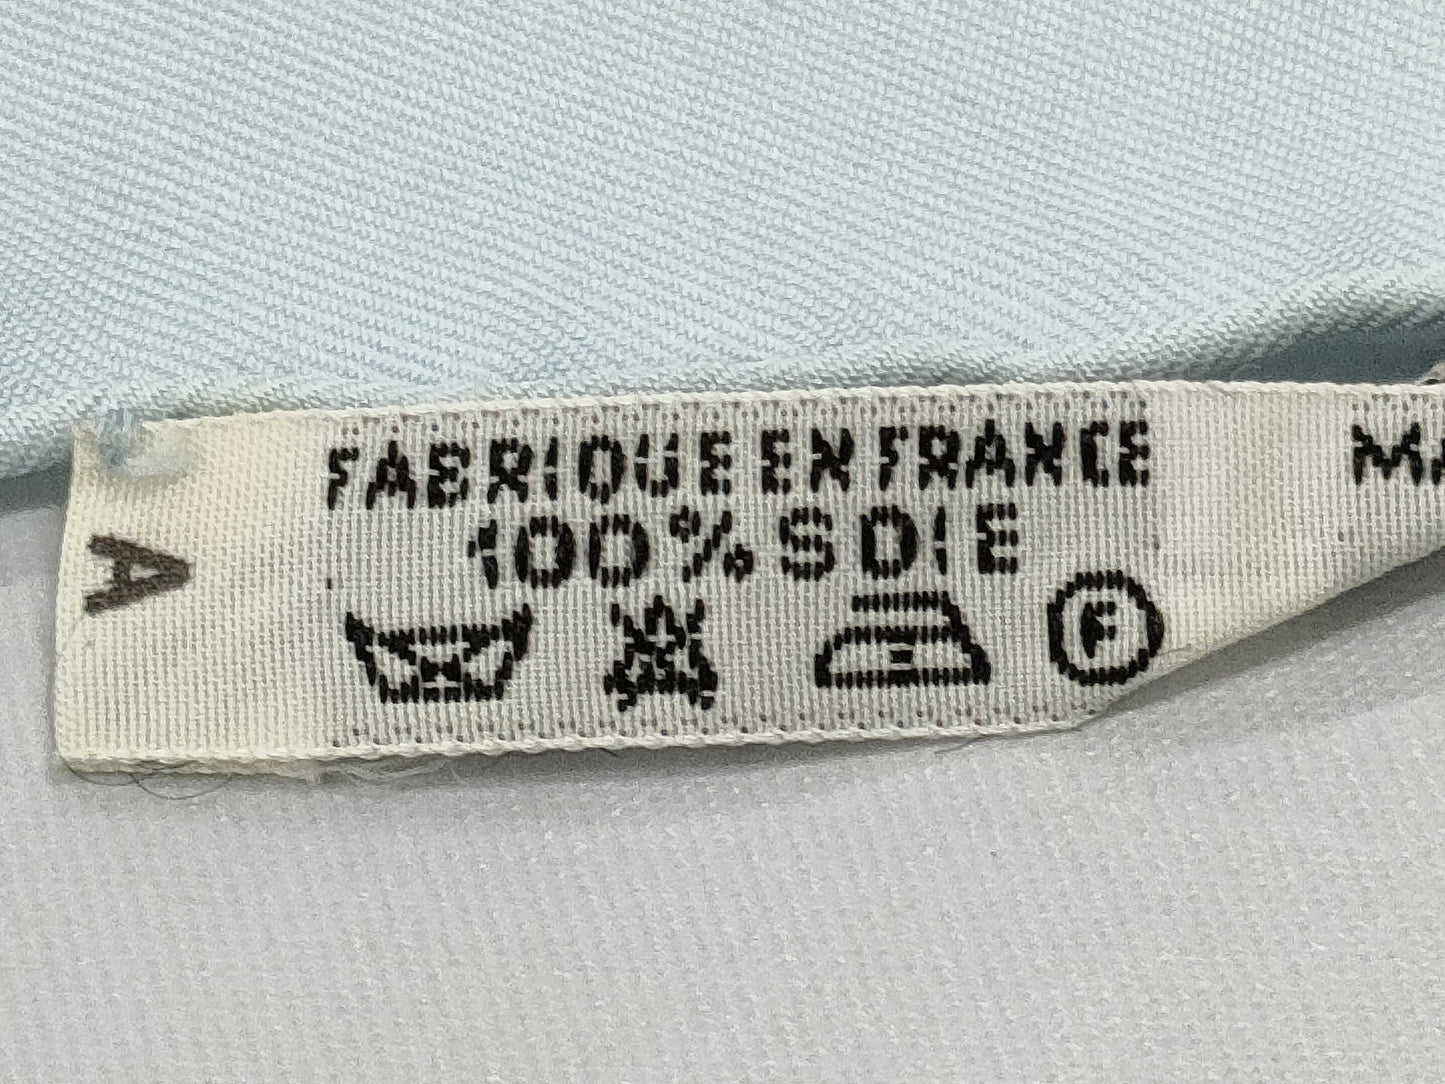 FABRIQUE EN FRANCE
100% SOIE
F
A